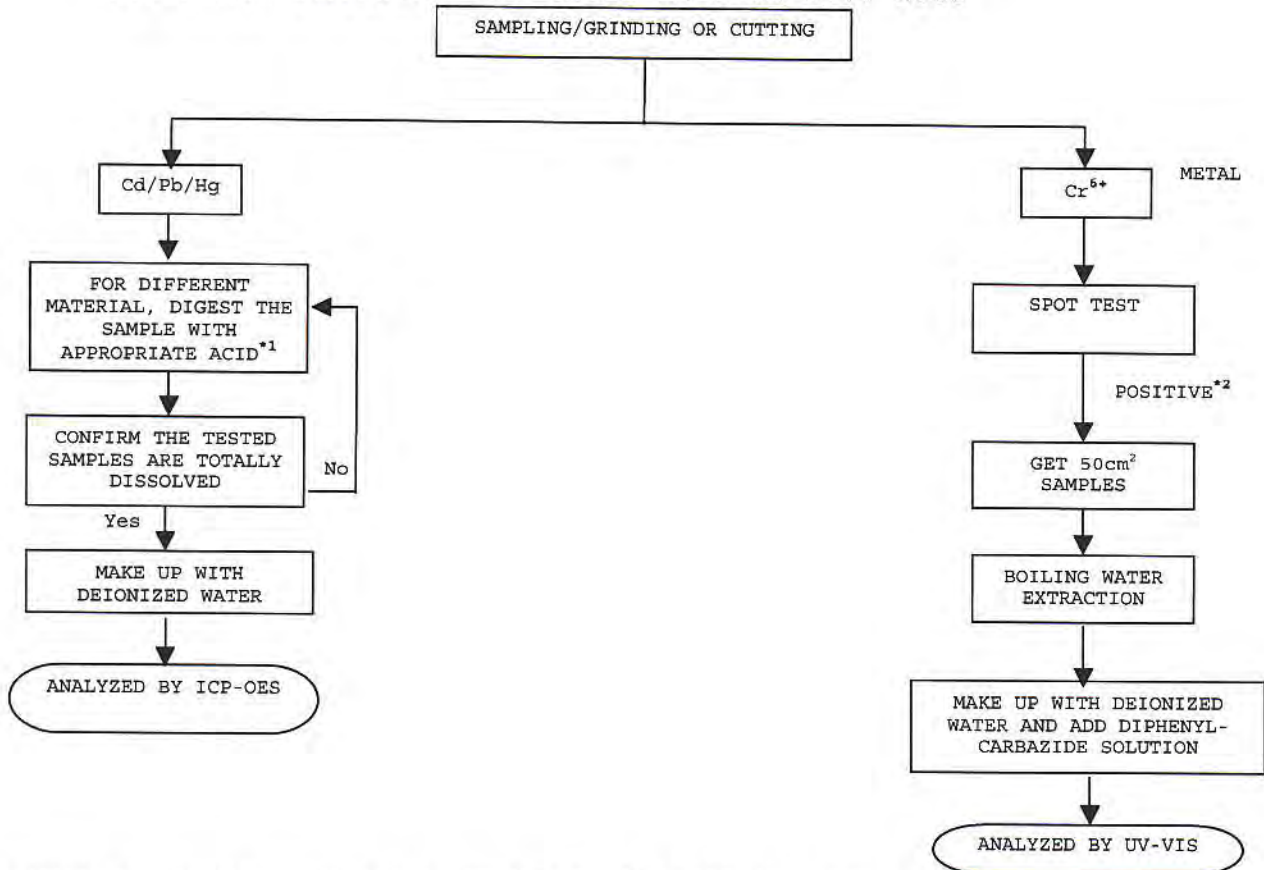 SAMPLING/GRINDING OR CUTTING
Cd/Pb/Hg
FOR DIFFERENT
MATERIAL, DIGEST THE
SAMPLE WITH
APPROPRIATE ACID*1
CONFIRM THE TESTED
SAMPLES ARE TOTALLY
DISSOLVED
No
Yes
MAKE UP WITH
DEIONIZED WATER
ANALYZED BY ICP-OES
Cr6+
METAL
SPOT TEST
POSITIVE*2
GET 50cm2
SAMPLES
BOILING WATER
EXTRACTION
MAKE UP WITH DEIONIZED
WATER AND ADD DIPHENYL-
CARBAZIDE SOLUTION
ANALYZED BY UV-VIS